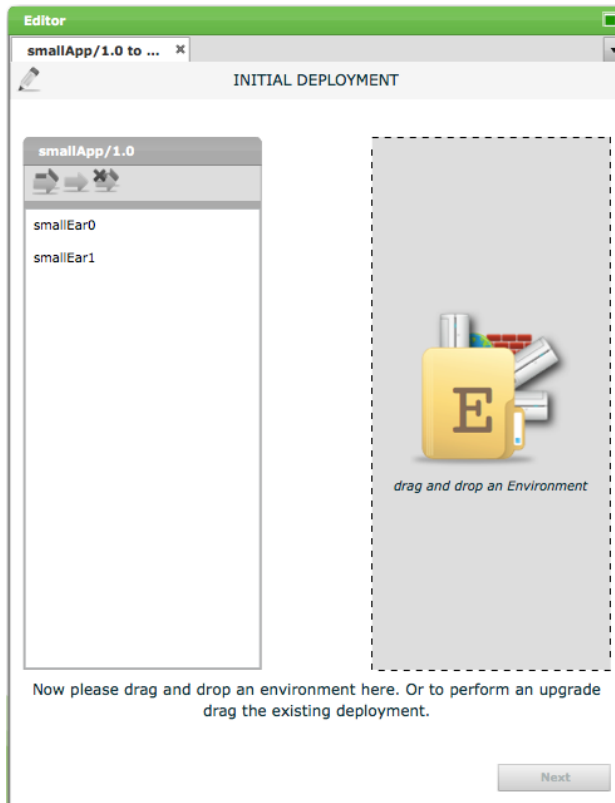 Editor
smallApp/1.0 to ...
INITIAL DEPLOYMENT
smallApp/1.0
smallEar0
smallEar1
E
drag and drop an Environment
Now please drag and drop an environment here. Or to perform an upgrade
drag the existing deployment.
Next